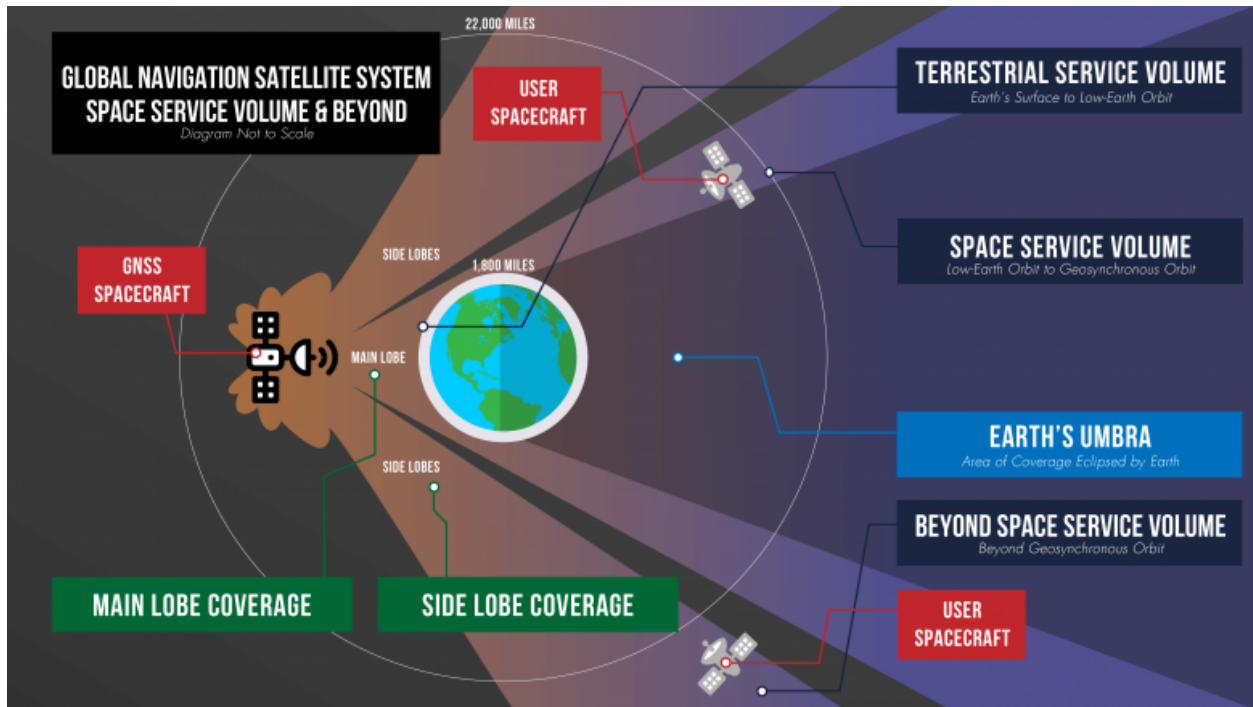 22,000 MILES
GLOBAL NAVIGATION SATELLITE SYSTEM
SPACE SERVICE VOLUME & BEYOND
Diagram Not to Scale
USER
SPACECRAFT
TERRESTRIAL SERVICE VOLUME
Earth's Surface to Low-Earth Orbit
SIDE LOBES
1,800 MILES
GNSS
SPACECRAFT
SPACE SERVICE VOLUME
Low-Earth Orbit to Geosynchronous Orbit
MAIN LOBE
EARTH'S UMBRA
Area of Coverage Eclipsed by Earth
SIDE LOBES
BEYOND SPACE SERVICE VOLUME
Beyond Geosynchronous Orbit
MAIN LOBE COVERAGE
SIDE LOBE COVERAGE
USER
SPACECRAFT